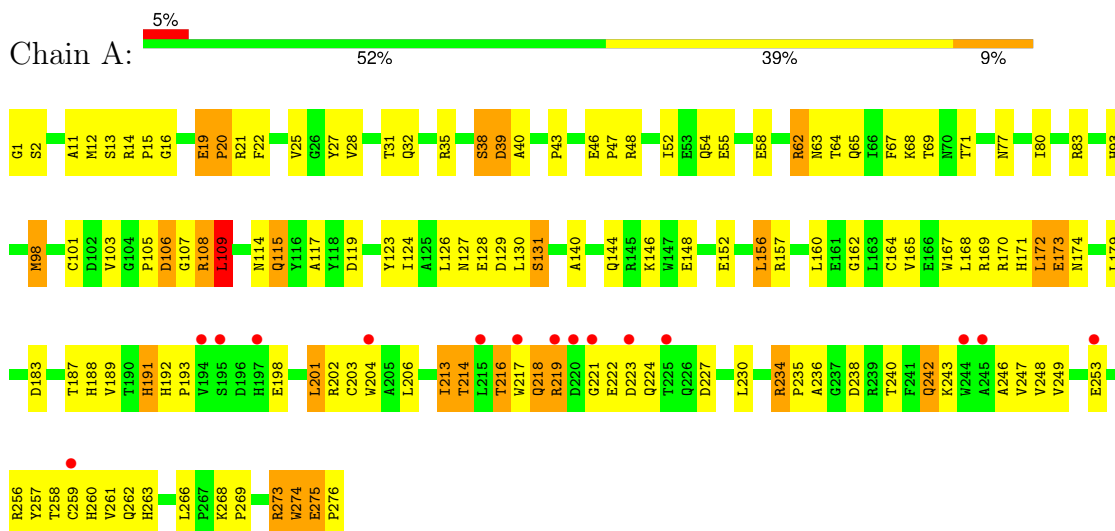 5%
Chain A:
52% 39% 9%
G1 S2 A11 M12 S13 R14 P15 G16 E19 P20 R21 F22 V25 G26 Y27 V28 T31 Q32 R35 S38 D39 A40 P43 E46 P47 R48 I52 E53 Q54 E55 E58 R62 N63 T64 Q65 I66 F67 K68 T69 N70 T71 N77 I80 R83 H93
M98 C101 D102 V103 G104 P105 D106 G107 R108 L109 N114 Q115 Y116 A117 Y118 D119 Y123 I124 A125 L126 N127 E128 D129 L130 S131 A140 Q144 R145 K146 W147 E148 E152 L156 R157 L160 E161 G162 L163 C164 V165 E166 W167 L168 R169 R170 H171 L172 E173 N174 L179
D183 T187 H188 V189 T190 H191 H192 P193 V194 S195 D196 H197 E198 L201 R202 C203 W204 A205 L206 I213 T214 L215 T216 W217 Q218 R219 D220 G221 E222 D223 Q224 T225 Q226 D227 L230 R234 P235 A236 G237 D238 R239 T240 F241 Q242 K243 W244 A245 A246 V247 V248 V249 E253
R256 Y257 T258 C259 H260 V261 Q262 H263 L266 P267 K268 P269 R273 W274 E275 P276